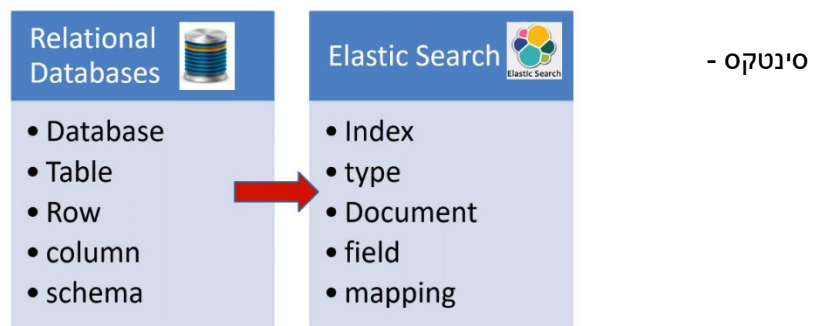 סינטקס -
Relational
Databases
• Database
• Table
• Row
• column
• schema
Elastic Search
Elastic Search
• Index
• type
• Document
• field
• mapping